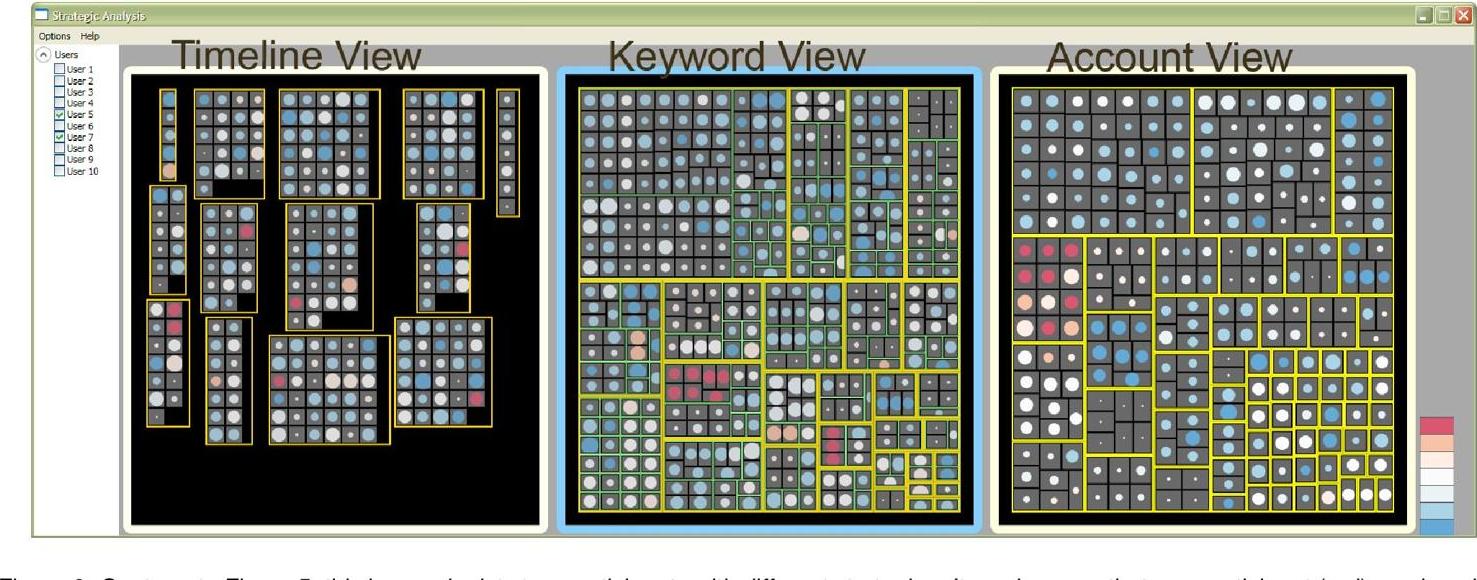 Strategic Analysis
Options Help
Timeline View
Keyword View
Account View
Users
User 1
User 2
User 3
User 4
User 5
User 6
User 7
User 8
User 9
User 10